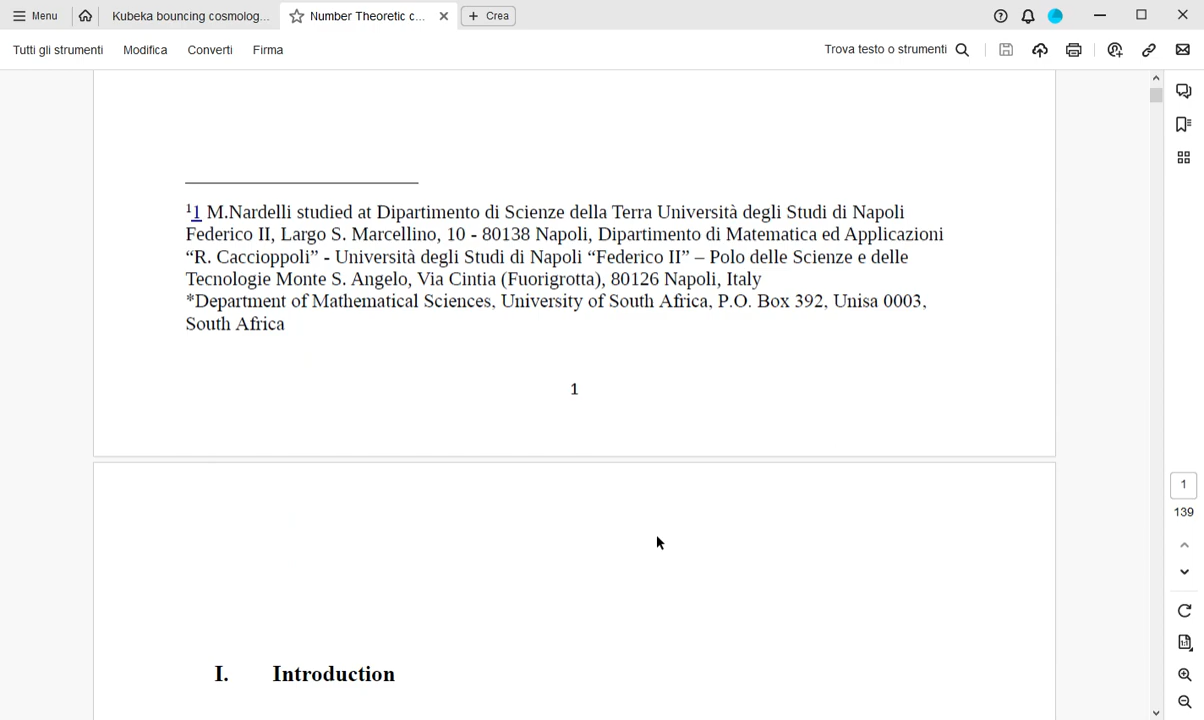 Menu
Kubeka bouncing cosmolog...
Number Theoretic c...
Crea
Tutti gli strumenti
Modifica
Converti
Firma
Trova testo o strumenti
11 M.Nardelli studied at Dipartimento di Scienze della Terra Università degli Studi di Napoli
Federico II, Largo S. Marcellino, 10 - 80138 Napoli, Dipartimento di Matematica ed Applicazioni
“R. Caccioppoli” - Università degli Studi di Napoli “Federico II” – Polo delle Scienze e delle
Tecnologie Monte S. Angelo, Via Cintia (Fuorigrotta), 80126 Napoli, Italy
*Department of Mathematical Sciences, University of South Africa, P.O. Box 392, Unisa 0003,
South Africa
1
I. Introduction
1
139